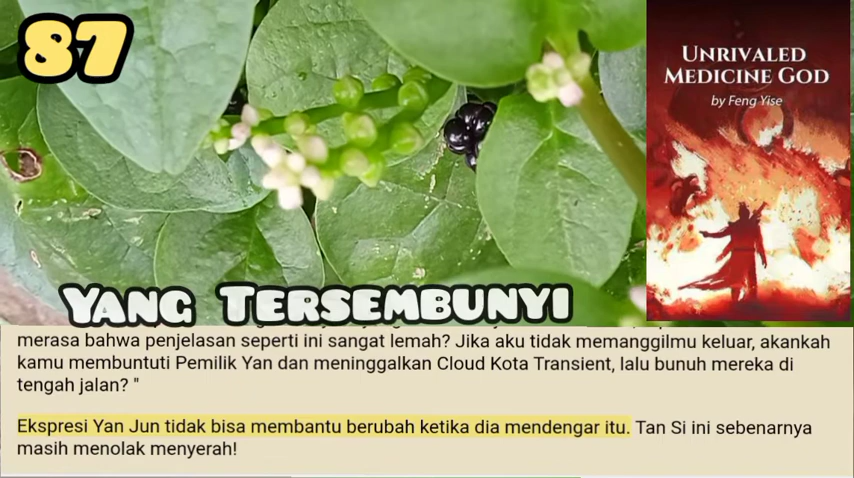 87
UNRIVALED
MEDICINE GOD
by Feng Yise
YANG TERSEMBUNYI
merasa bahwa penjelasan seperti ini sangat lemah? Jika aku tidak memanggilmu keluar, akankah
kamu membuntuti Pemilik Yan dan meninggalkan Cloud Kota Transient, lalu bunuh mereka di
tengah jalan? "
Ekspresi Yan Jun tidak bisa membantu berubah ketika dia mendengar itu. Tan Si ini sebenarnya
masih menolak menyerah!